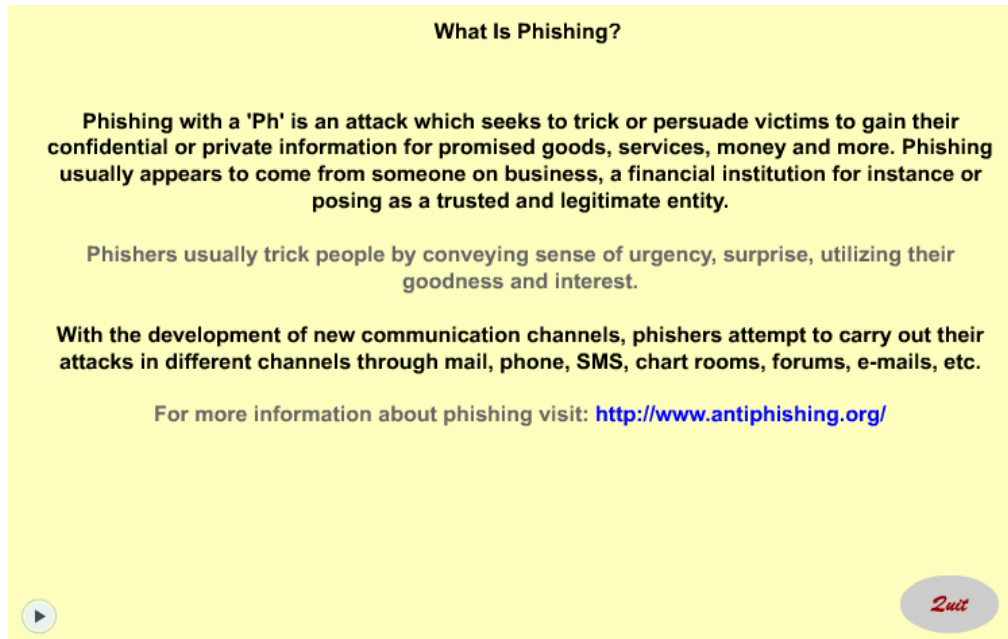 What Is Phishing?
Phishing with a 'Ph' is an attack which seeks to trick or persuade victims to gain their
confidential or private information for promised goods, services, money and more. Phishing
usually appears to come from someone on business, a financial institution for instance or
posing as a trusted and legitimate entity.
Phishers usually trick people by conveying sense of urgency, surprise, utilizing their
goodness and interest.
With the development of new communication channels, phishers attempt to carry out their
attacks in different channels through mail, phone, SMS, chart rooms, forums, e-mails, etc.
For more information about phishing visit: http://www.antiphishing.org/
Quit